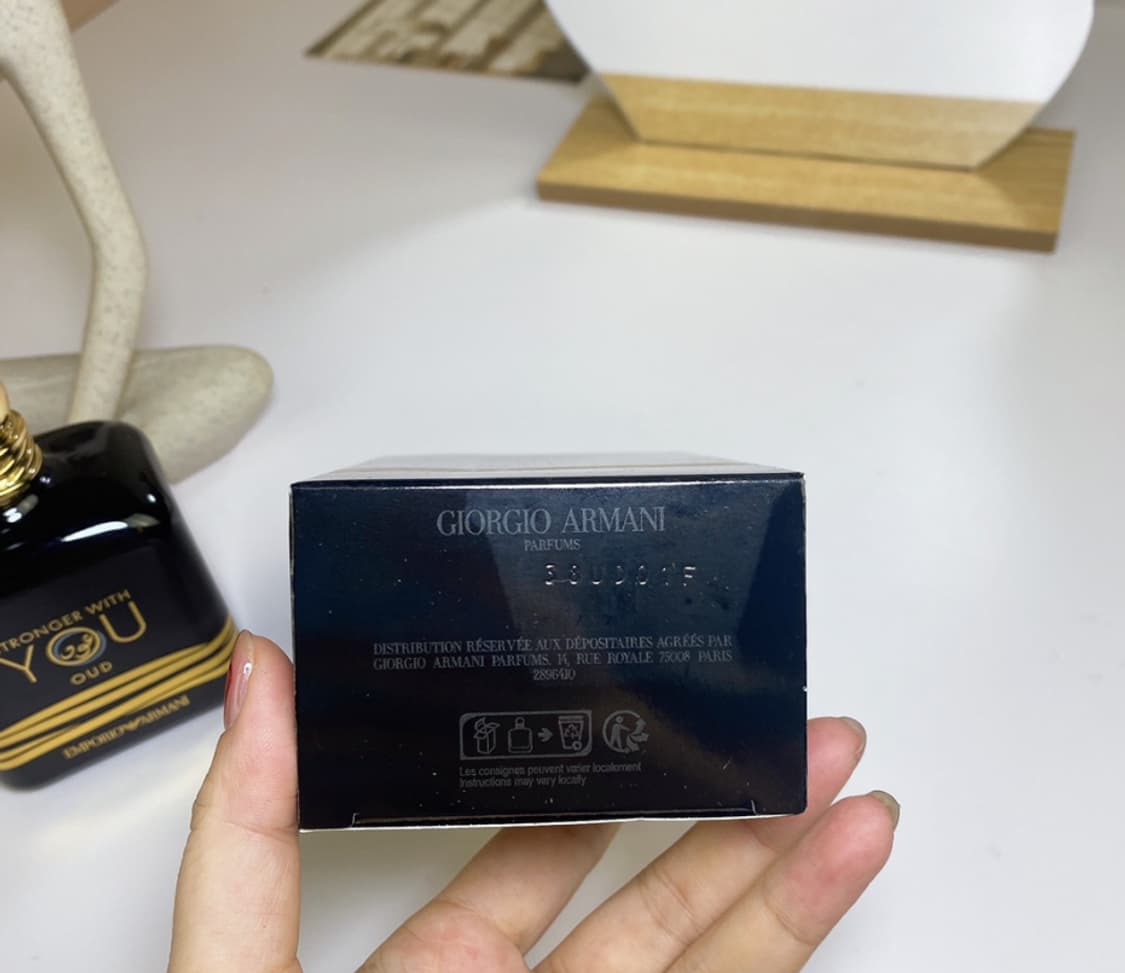 GIORGIO ARMANI
PARFUMS
38UD01F
DISTRIBUTION RÉSERVÉE AUX DÉPOSITAIRES AGRÉÉS PAR
GIORGIO ARMANI PARFUMS, 14, RUE ROYALE 75008 PARIS
2896410
Les consignes peuvent varier localement
Instructions may vary locally
STRONGER WITH
YOU
OUD
EMPORIO ARMANI